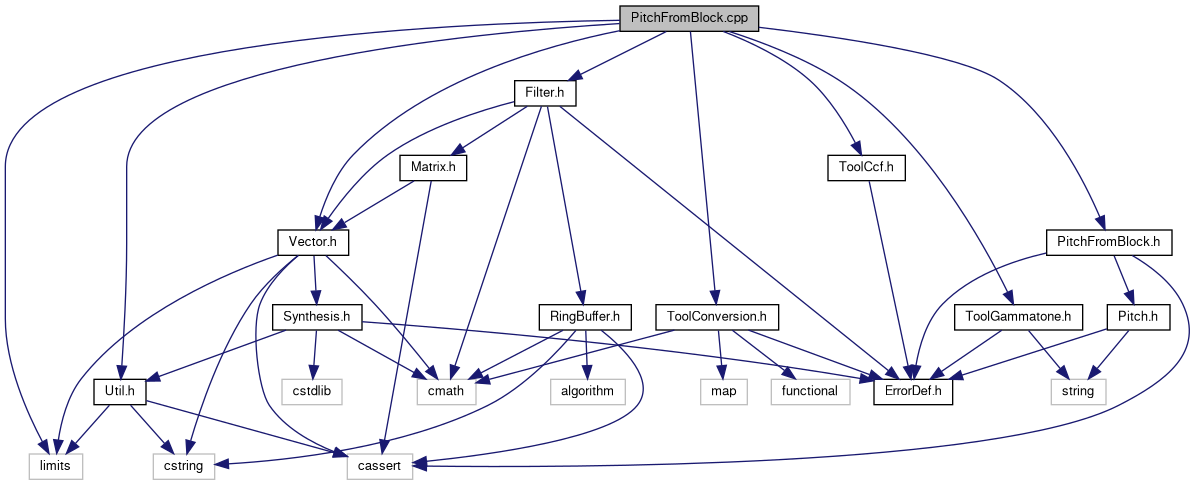 PitchFromBlock.cpp
Filter.h
Matrix.h
ToolCcf.h
Vector.h
PitchFromBlock.h
Synthesis.h
RingBuffer.h
ToolConversion.h
ToolGammatone.h
Pitch.h
Util.h
cstdlib
cmath
algorithm
map
functional
ErrorDef.h
string
limits
cstring
cassert